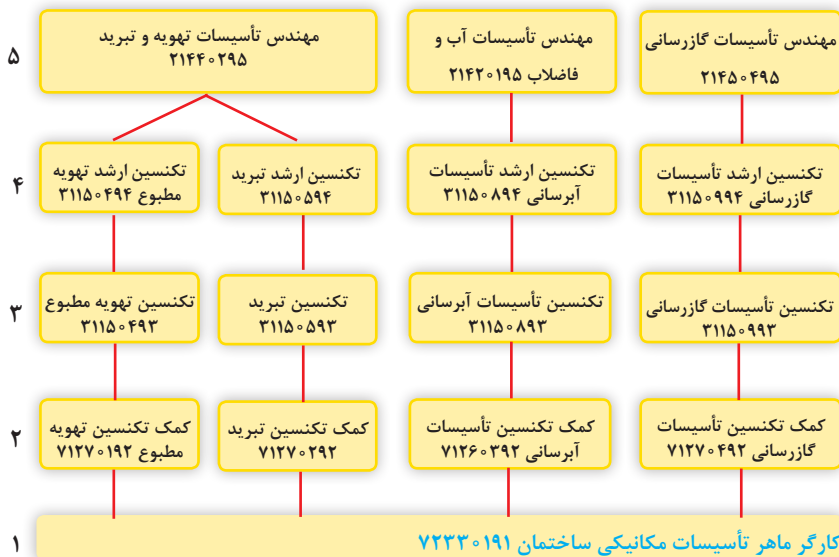 ۵
مهندس تأسیسات گازرسانی
۲۱۴۵۰۴۹۵
مهندس تأسیسات آب و
فاضلاب ۲۱۴۲۰۱۹۵
مهندس تأسیسات تهویه و تبرید
۲۱۴۴۰۲۹۵
۴
تکنسین ارشد تأسیسات
گازرسانی ۳۱۱۵۰۹۹۴
تکنسین ارشد تأسیسات
آبرسانی ۳۱۱۵۰۸۹۴
تکنسین ارشد تبرید
۳۱۱۵۰۵۹۴
تکنسین ارشد تهویه
مطبوع ۳۱۱۵۰۴۹۴
۳
تکنسین تأسیسات گازرسانی
۳۱۱۵۰۹۹۳
تکنسین تأسیسات آبرسانی
۳۱۱۵۰۸۹۳
تکنسین تبرید
۳۱۱۵۰۵۹۳
تکنسین تهویه مطبوع
۳۱۱۵۰۴۹۳
۲
کمک تکنسین تأسیسات
گازرسانی ۷۱۲۷۰۴۹۲
کمک تکنسین تأسیسات
آبرسانی ۷۱۲۶۰۳۹۲
کمک تکنسین تبرید
۷۱۲۷۰۲۹۲
کمک تکنسین تهویه
مطبوع ۷۱۲۷۰۱۹۲
۱
کارگر ماهر تأسیسات مکانیکی ساختمان ۷۲۳۳۰۱۹۱